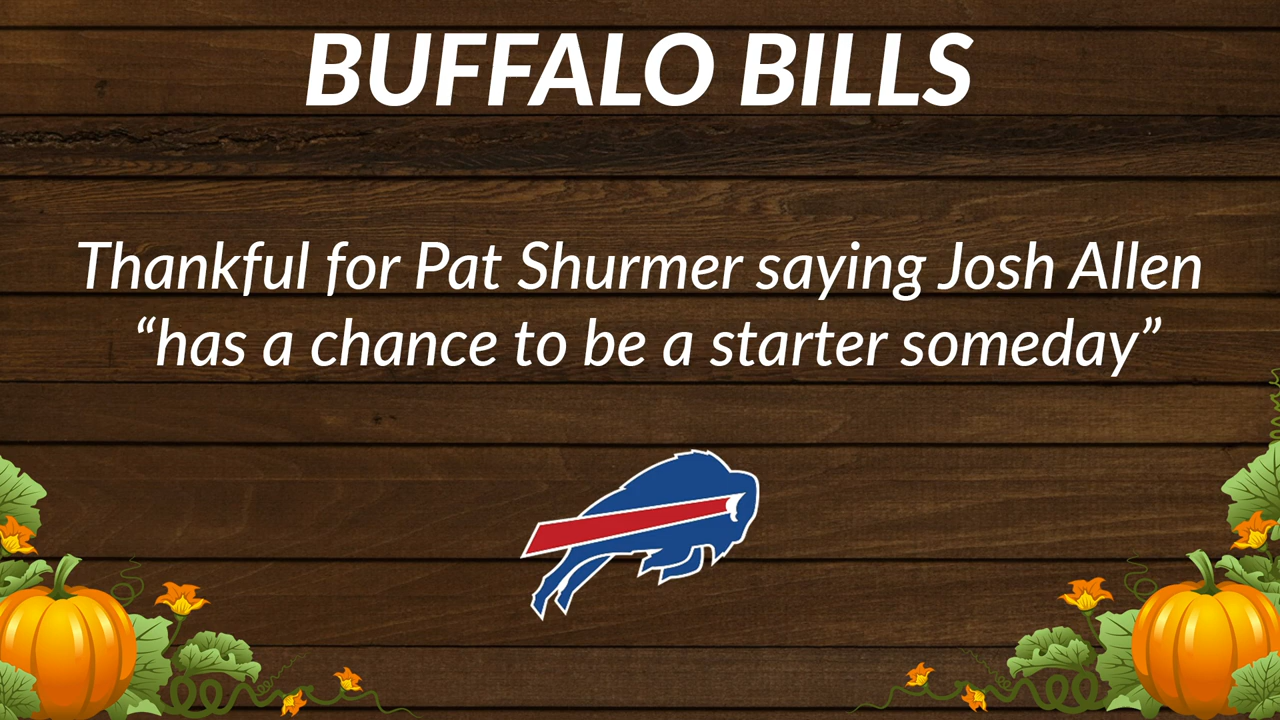 BUFFALO BILLS
Thankful for Pat Shurmer saying Josh Allen
“has a chance to be a starter someday”